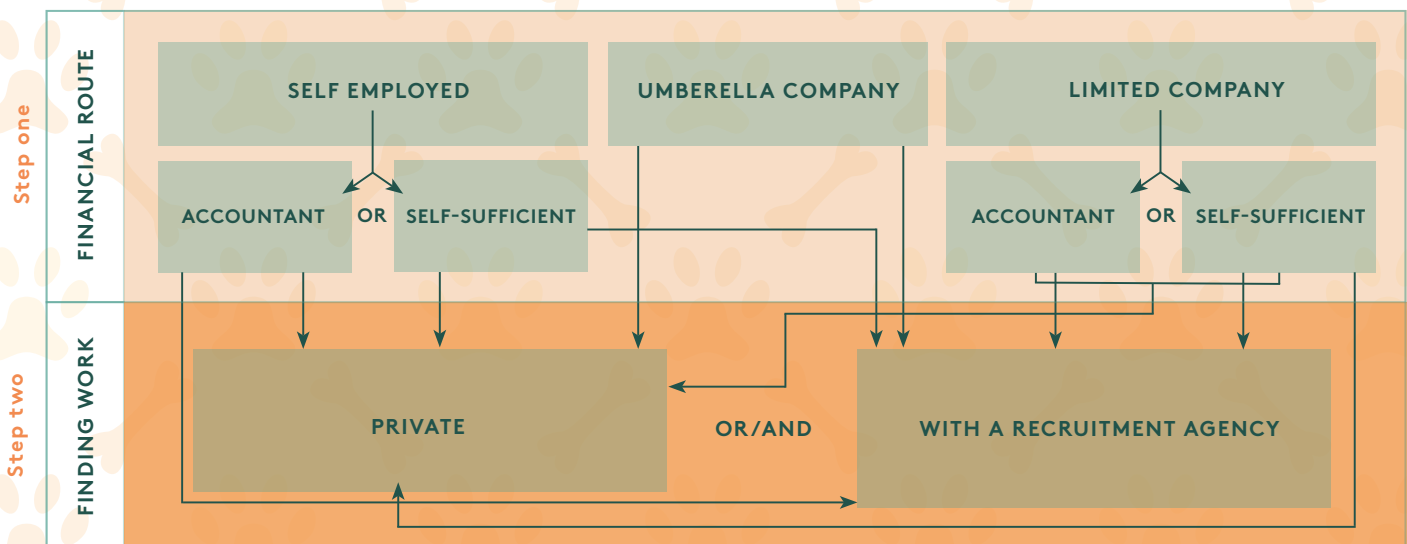 Step one
FINANCIAL ROUTE
SELF EMPLOYED
UMBERELLA COMPANY
LIMITED COMPANY
ACCOUNTANT
OR
SELF-SUFFICIENT
ACCOUNTANT
OR
SELF-SUFFICIENT
Step two
FINDING WORK
PRIVATE
OR/AND
WITH A RECRUITMENT AGENCY